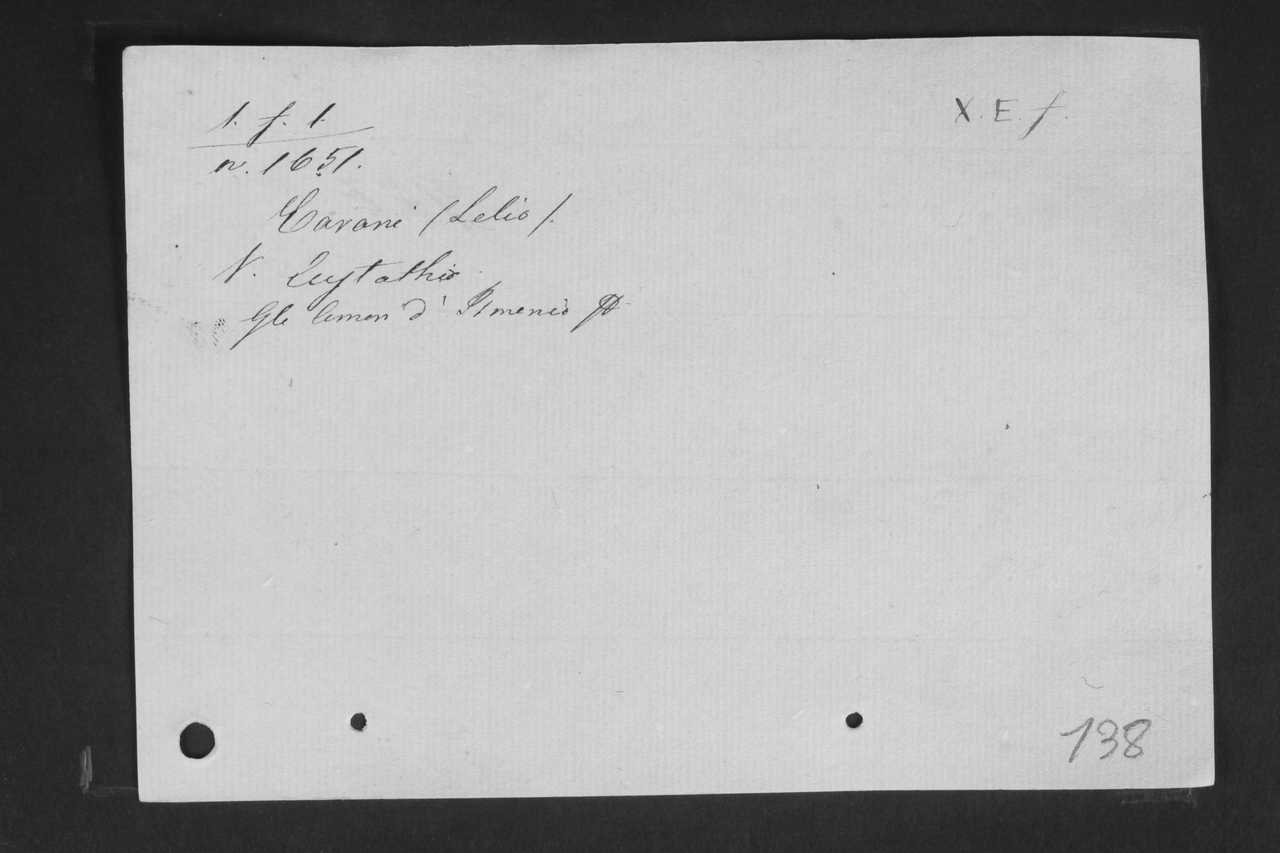 1. f. 1.
X. E. f.
n. 1651.
Carani (Lelio).
V. Eustathio
Gli Amori d' Ismenio
138